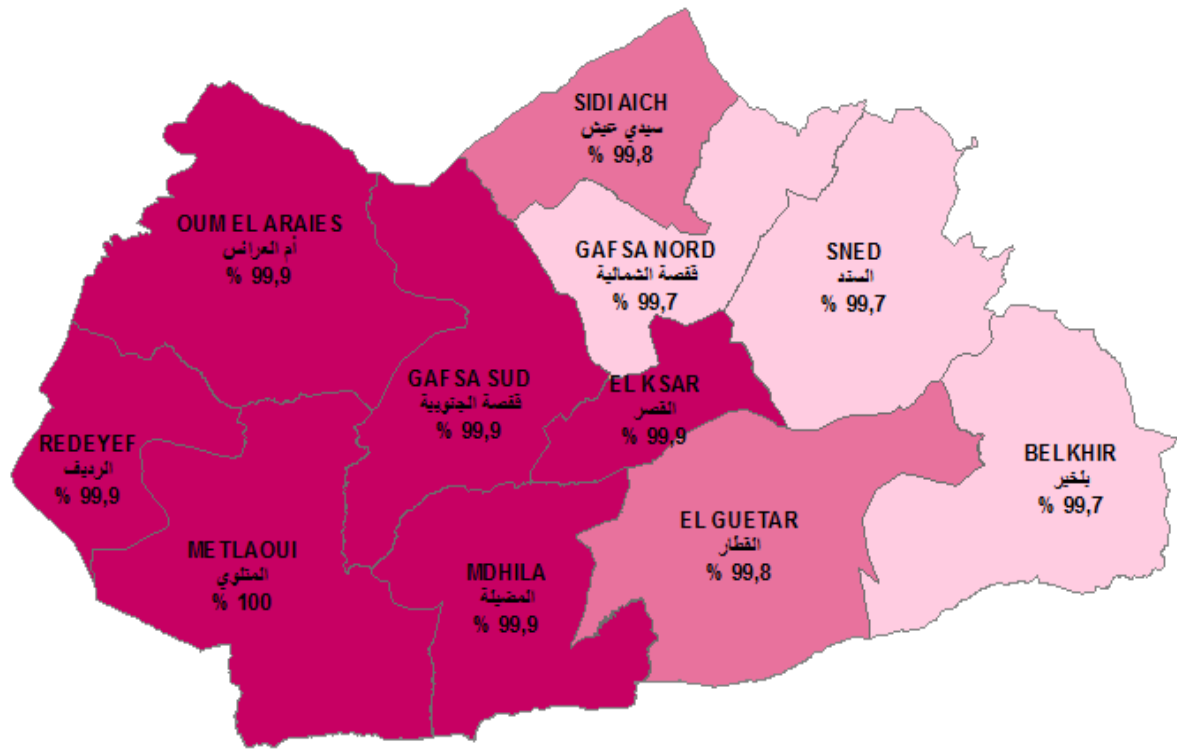 SIDI AICH
سيدي عيش
% 99,8
OUM EL ARAIES
أم العرائس
% 99,9
GAFSA NORD
قفصة الشمالية
% 99,7
SNED
السند
% 99,7
GAFSA SUD
قفصة الجنوبية
% 99,9
EL KSAR
القصر
% 99,9
REDEYEF
الرديف
% 99,9
BELKHIR
بلخير
% 99,7
EL GUETAR
القطار
% 99,8
METLAOUI
المتلوي
% 100
MDHILA
المضيلة
% 99,9